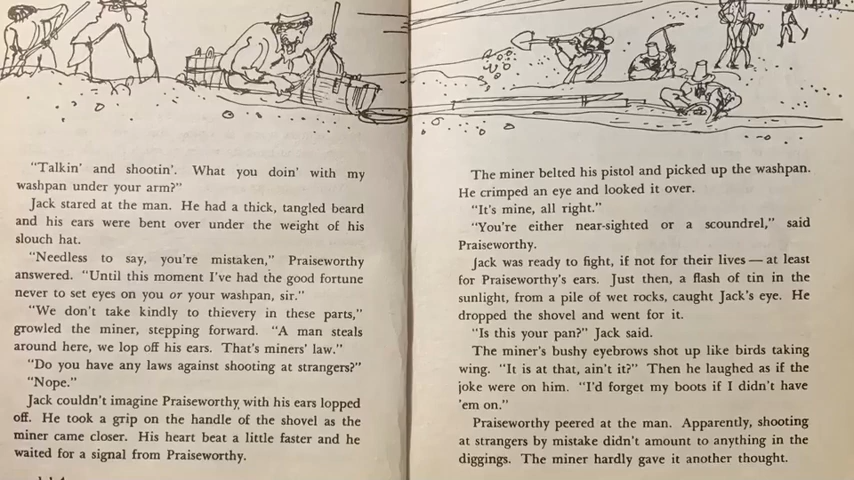 "Talkin' and shootin'. What you doin' with my
washpan under your arm?"
Jack stared at the man. He had a thick, tangled beard
and his ears were bent over under the weight of his
slouch hat.
"Needless to say, you're mistaken," Praiseworthy
answered. "Until this moment I've had the good fortune
never to set eyes on you or your washpan, sir."
"We don't take kindly to thievery in these parts,"
growled the miner, stepping forward. "A man steals
around here, we lop off his ears. That's miners' law."
"Do you have any laws against shooting at strangers?"
"Nope."
Jack couldn't imagine Praiseworthy with his ears lopped
off. He took a grip on the handle of the shovel as the
miner came closer. His heart beat a little faster and he
waited for a signal from Praiseworthy.
The miner belted his pistol and picked up the washpan.
He crimped an eye and looked it over.
"It's mine, all right."
"You're either near-sighted or a scoundrel," said
Praiseworthy.
Jack was ready to fight, if not for their lives — at least
for Praiseworthy's ears. Just then, a flash of tin in the
sunlight, from a pile of wet rocks, caught Jack's eye. He
dropped the shovel and went for it.
"Is this your pan?" Jack said.
The miner's bushy eyebrows shot up like birds taking
wing. "It is at that, ain't it?" Then he laughed as if the
joke were on him. "I'd forget my boots if I didn't have
'em on."
Praiseworthy peered at the man. Apparently, shooting
at strangers by mistake didn't amount to anything in the
diggings. The miner hardly gave it another thought.